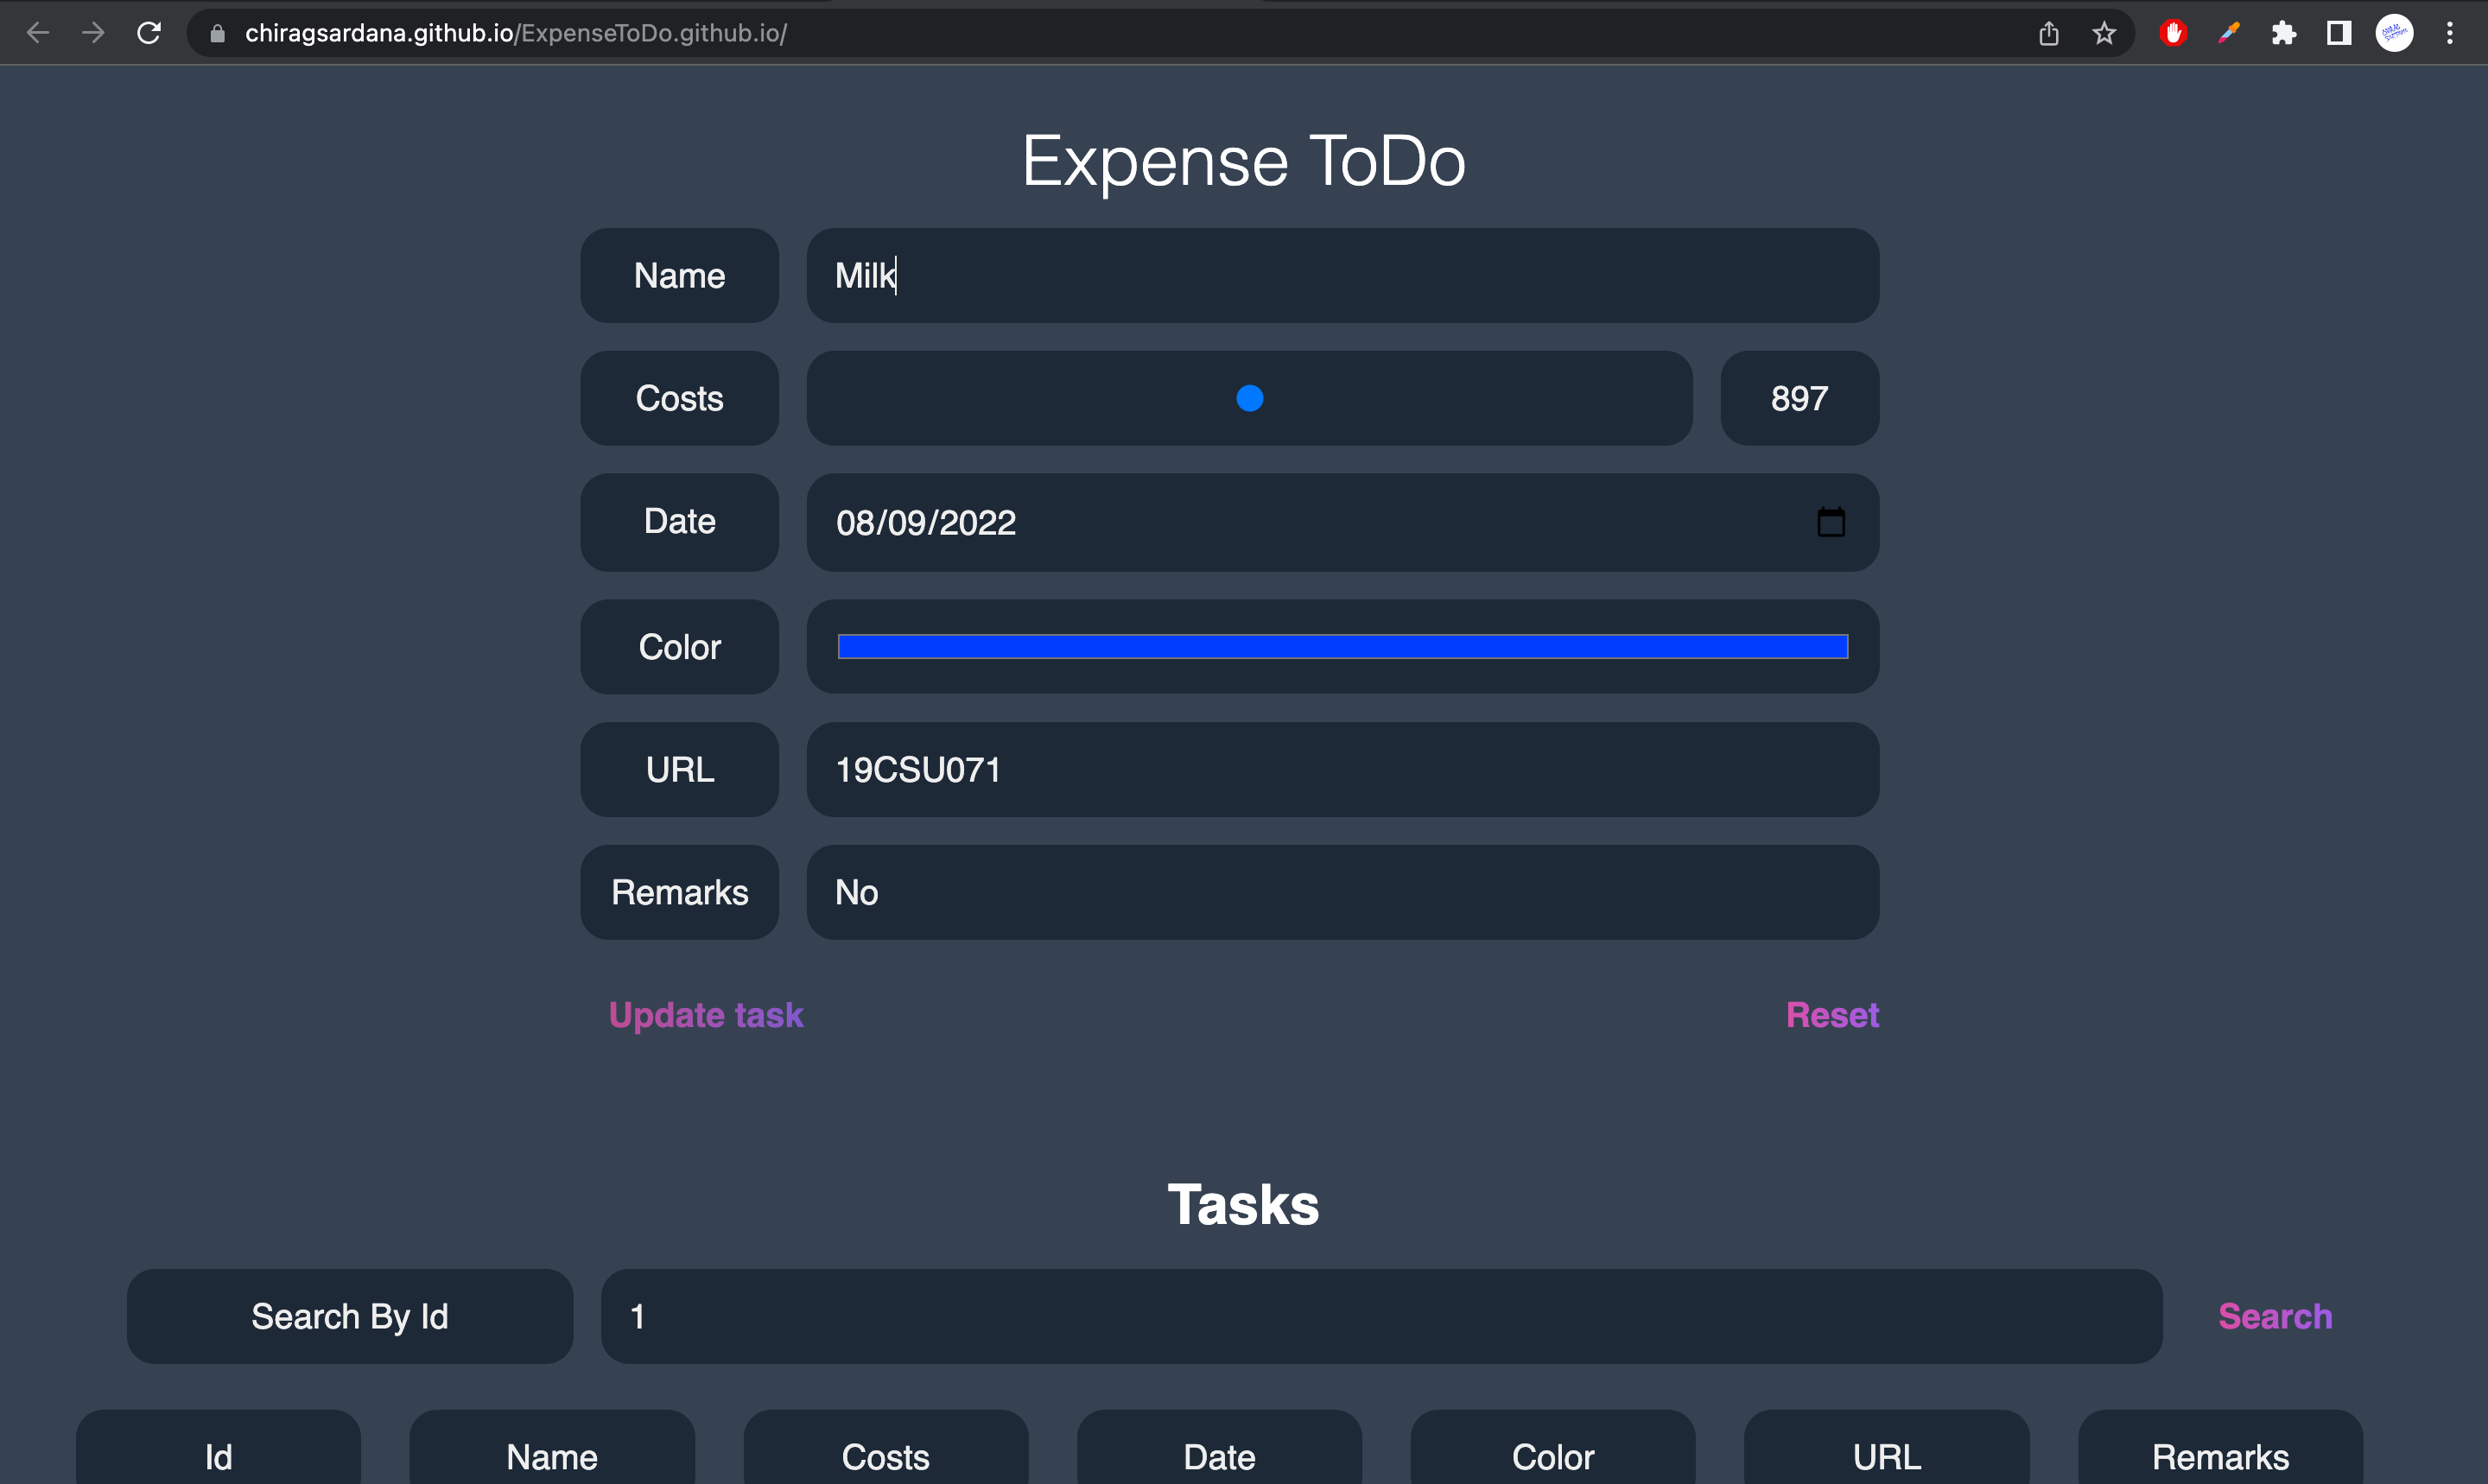 chiragsardana.github.io/ExpenseToDo.github.io/
Expense ToDo
Name
Milk
Costs
897
Date
08/09/2022
Color
URL
19CSU071
Remarks
No
Update task
Reset
Tasks
Search By Id
1
Search
Id
Name
Costs
Date
Color
URL
Remarks